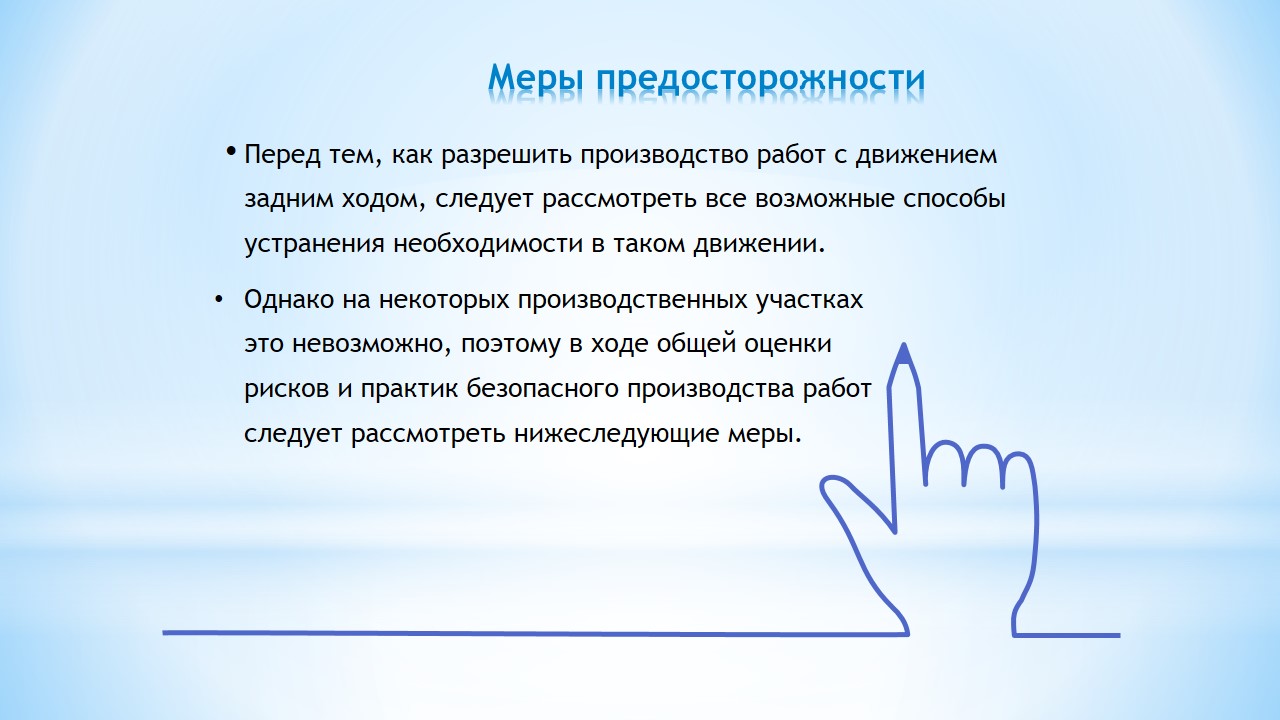 Меры предосторожности
• Перед тем, как разрешить производство работ с движением
задним ходом, следует рассмотреть все возможные способы
устранения необходимости в таком движении.
• Однако на некоторых производственных участках
это невозможно, поэтому в ходе общей оценки
рисков и практик безопасного производства работ
следует рассмотреть нижеследующие меры.